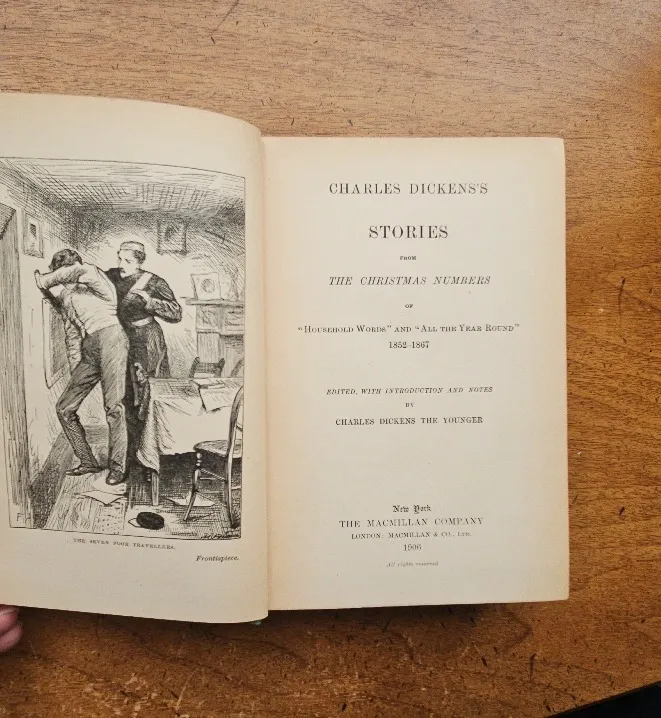 THE SEVEN POOR TRAVELLERS.
Frontispiece.
CHARLES DICKENS'S
STORIES
FROM
THE CHRISTMAS NUMBERS
OF
"HOUSEHOLD WORDS" AND "ALL THE YEAR ROUND"
1852–1867
EDITED, WITH INTRODUCTION AND NOTES
BY
CHARLES DICKENS THE YOUNGER
New York
THE MACMILLAN COMPANY
LONDON: MACMILLAN & CO., LTD.
1906
All rights reserved